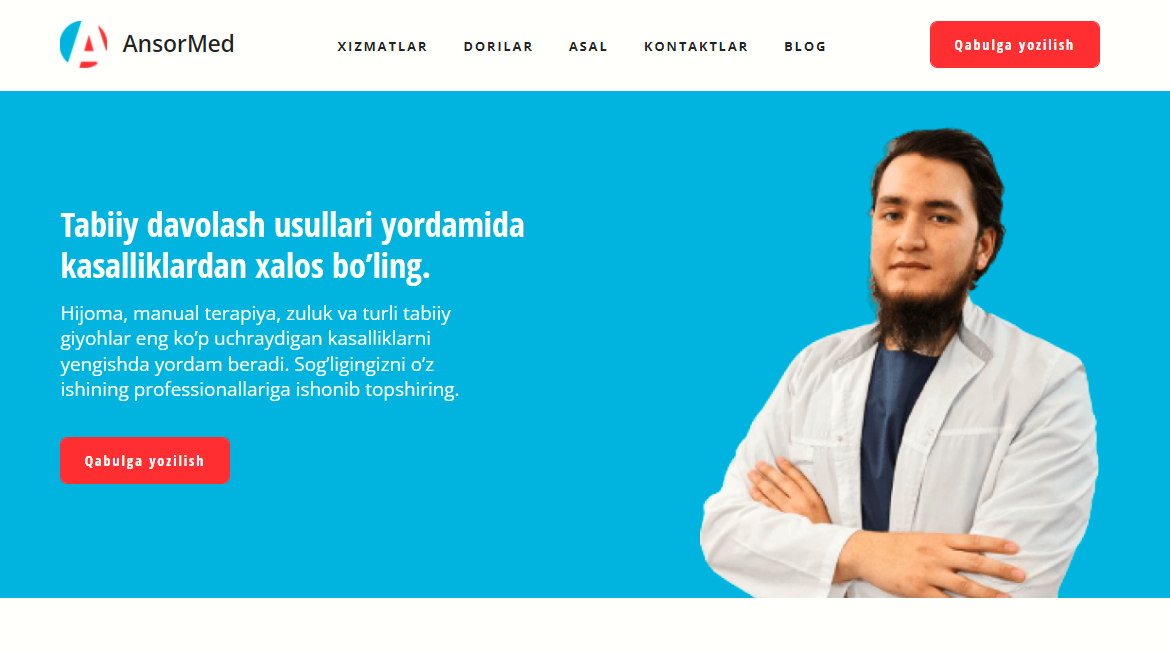 AnsorMed
XIZMATLAR
DORILAR
ASAL
KONTAKTLAR
BLOG
Qabulga yozilish
Tabiiy davolash usullari yordamida
kasalliklardan xalos bo’ling.
Hijoma, manual terapiya, zuluk va turli tabiiy
giyohlar eng ko’p uchraydigan kasalliklarni
yengishda yordam beradi. Sog’ligingizni o’z
ishining professionallariga ishonib topshiring.
Qabulga yozilish